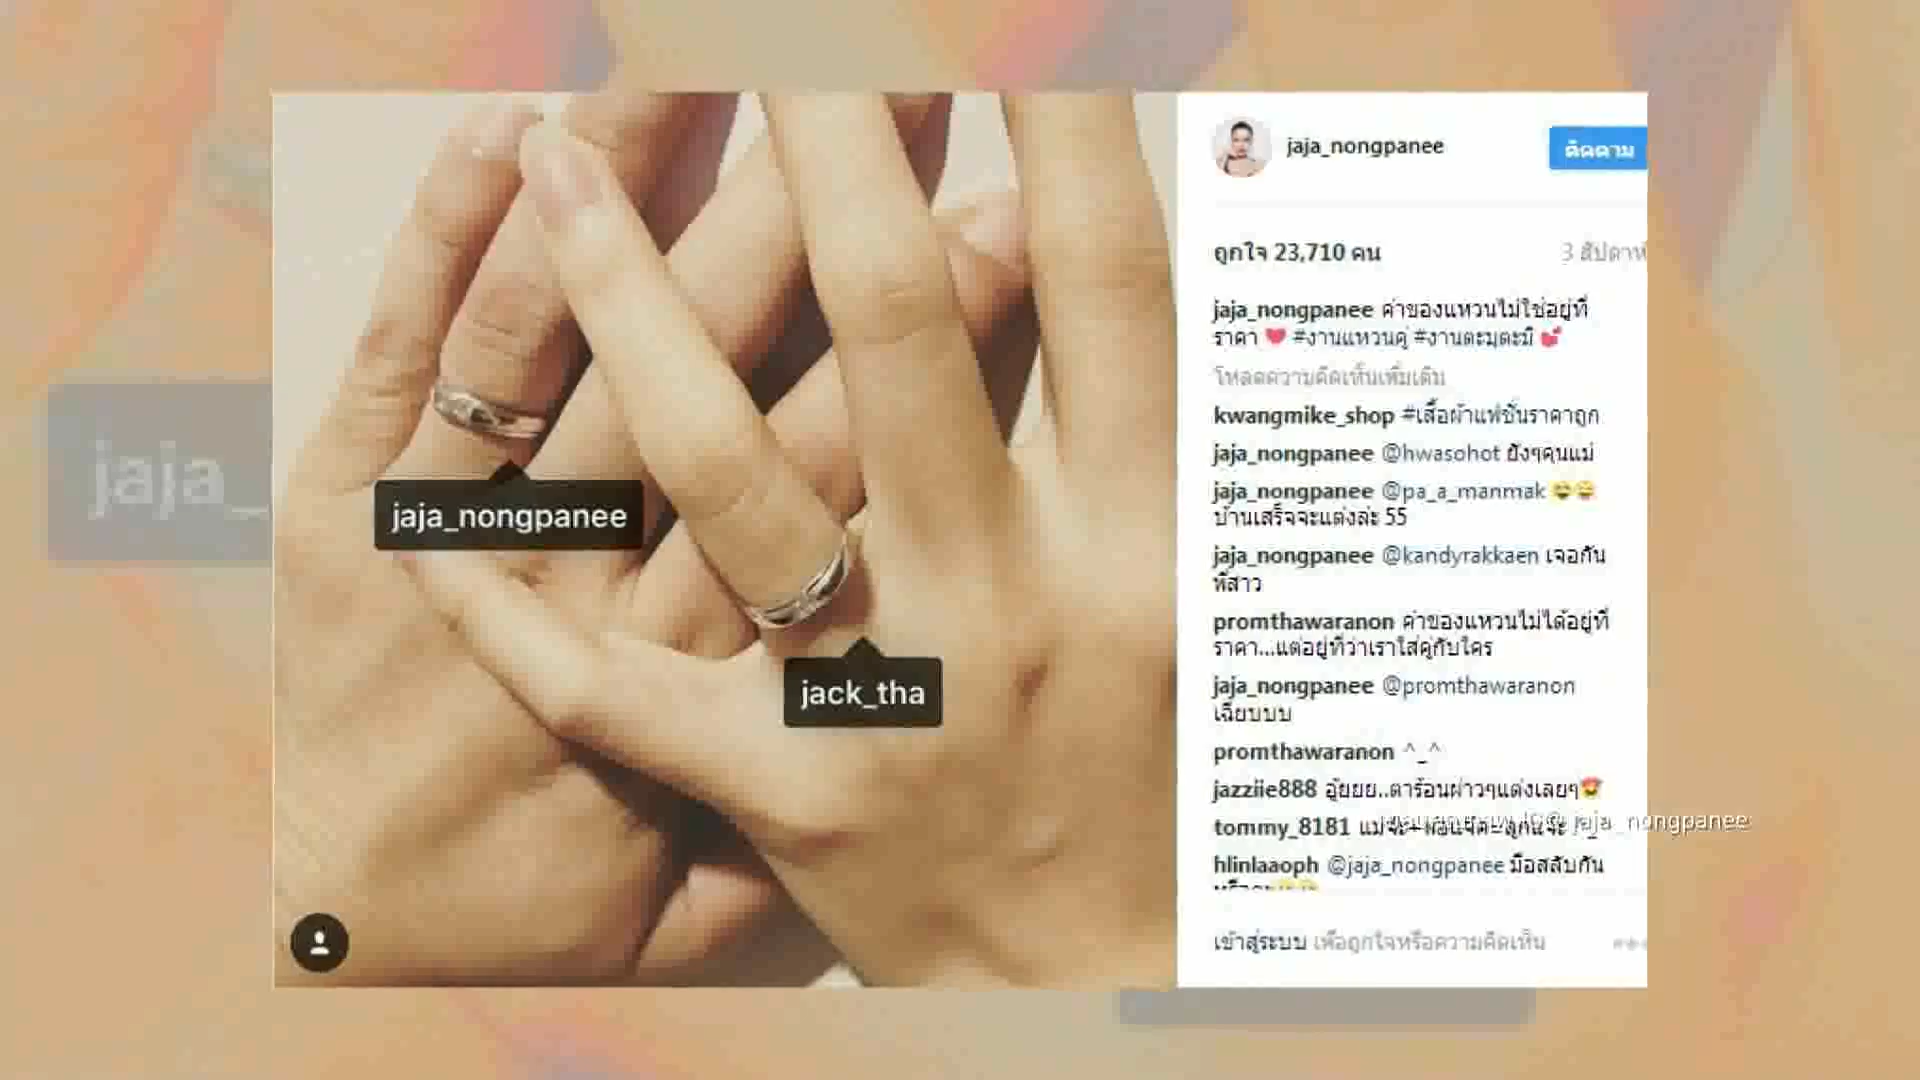 jaja_
jaja_nongpanee
jack_tha
jaja_nongpanee
ติดตาม
ถูกใจ 23,710 คน
3 สัปดาห์
jaja_nongpanee ค่าของแหวนไม่ใช่อยู่ที่
ราคา ❤️ #งานแหวนคู่ #งานตะมุตะมิ 💕
โหลดความคิดเห็นเพิ่มเติม
kwangmike_shop #เสื้อผ้าแฟชั่นราคาถูก
jaja_nongpanee @hwasohot ยังๆคุนแม่
jaja_nongpanee @pa_a_manmak
บ้านเสร็จจะแต่งล่ะ 55
jaja_nongpanee @kandyrakkaen เจอกัน
พี่สาว
promthawaranon ค่าของแหวนไม่ได้อยู่ที่
ราคา...แต่อยู่ที่ว่าเราใส่คู่กับใคร
jaja_nongpanee @promthawaranon
เฉียบบบ
promthawaranon ^_^
jazziie888 อู้ยยย..ตาร้อนผ่าวๆแต่งเลยๆ
tommy_8181
jaja_nongpanee
hlinlaaoph @jaja_nongpanee มือสลับกัน
เข้าสู่ระบบ เพื่อถูกใจหรือความคิดเห็น